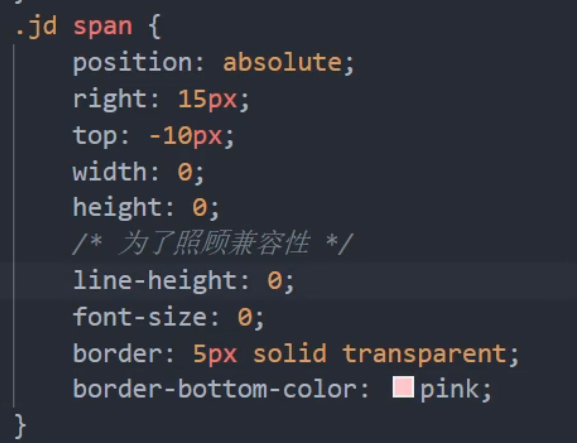 .jd span {
position: absolute;
right: 15px;
top: -10px;
width: 0;
height: 0;
/* 为了照顾兼容性 */
line-height: 0;
font-size: 0;
border: 5px solid transparent;
border-bottom-color: pink;
}